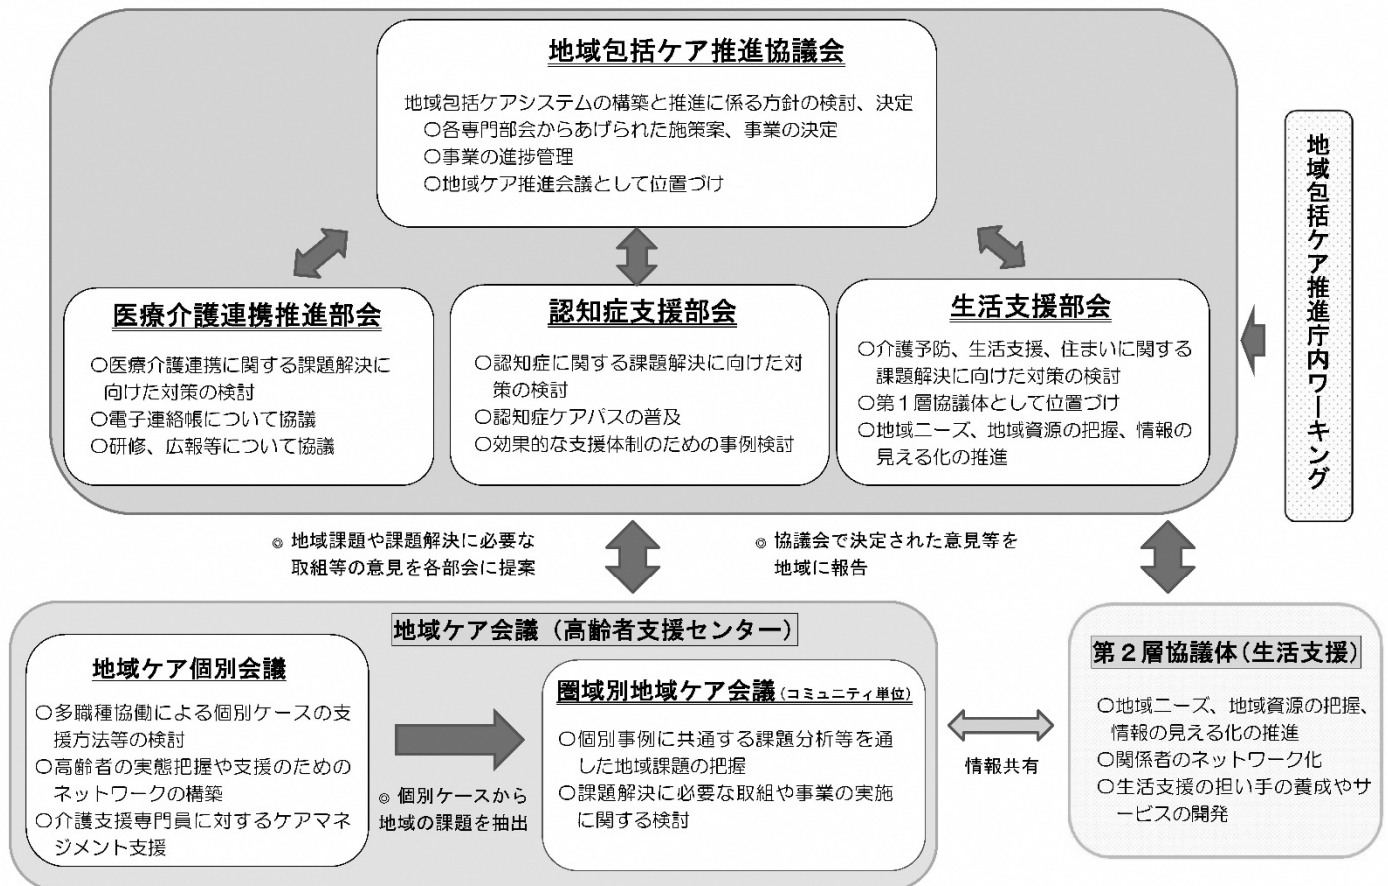 地域包括ケア推進協議会
地域包括ケアシステムの構築と推進に係る方針の検討、決定
○各専門部会からあげられた施策案、事業の決定
○事業の進捗管理
○地域ケア推進会議として位置づけ
地域包括ケア推進庁内ワーキング
医療介護連携推進部会
○医療介護連携に関する課題解決に
向けた対策の検討
○電子連絡帳について協議
○研修、広報等について協議
認知症支援部会
○認知症に関する課題解決に向けた対
策の検討
○認知症ケアパスの普及
○効果的な支援体制のための事例検討
生活支援部会
○介護予防、生活支援、住まいに関する
課題解決に向けた対策の検討
○第1層協議体として位置づけ
○地域ニーズ、地域資源の把握、情報の
見える化の推進
◎ 地域課題や課題解決に必要な
取組等の意見を各部会に提案
◎ 協議会で決定された意見等を
地域に報告
地域ケア会議（高齢者支援センター）
地域ケア個別会議
○多職種協働による個別ケースの支
援方法等の検討
○高齢者の実態把握や支援のための
ネットワークの構築
○介護支援専門員に対するケアマネ
ジメント支援
◎ 個別ケースから
地域の課題を抽出
圏域別地域ケア会議（コミュニティ単位）
○個別事例に共通する課題分析等を通
した地域課題の把握
○課題解決に必要な取組や事業の実施
に関する検討
情報共有
第2層協議体（生活支援）
○地域ニーズ、地域資源の把握、
情報の見える化の推進
○関係者のネットワーク化
○生活支援の担い手の養成やサ
ービスの開発